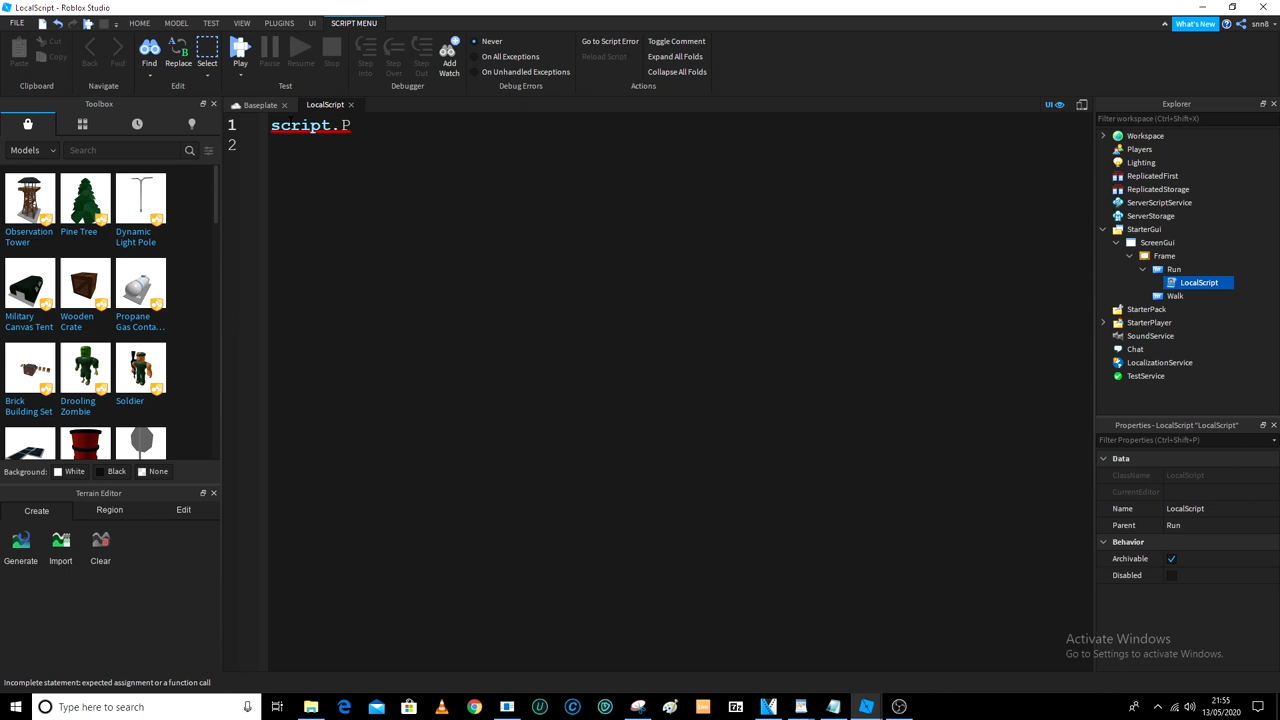 LocalScript - Roblox Studio
FILE HOME MODEL TEST VIEW PLUGINS UI SCRIPT MENU What's New snn8
Paste Cut Copy Back Fwd Find Replace Select Play Pause Resume Stop Step Into Step Over Step Out Add Watch Never On All Exceptions On Unhandled Exceptions Go to Script Error Reload Script Toggle Comment Expand All Folds Collapse All Folds
Clipboard Navigate Edit Test Debugger Debug Errors Actions
Toolbox
Baseplate LocalScript UI
Models Search
Observation Tower
Pine Tree
Dynamic Light Pole
Military Canvas Tent
Wooden Crate
Propane Gas Conta...
Brick Building Set
Drooling Zombie
Soldier
Background: White Black None
Terrain Editor
Create Region Edit
Generate Import Clear
1 script.P
2
Explorer
Filter workspace (Ctrl+Shift+X)
Workspace
Players
Lighting
ReplicatedFirst
ReplicatedStorage
ServerScriptService
ServerStorage
StarterGui
ScreenGui
Frame
Run
LocalScript
Walk
StarterPack
StarterPlayer
SoundService
Chat
LocalizationService
TestService
Properties - LocalScript "LocalScript"
Filter Properties (Ctrl+Shift+P)
Data
ClassName LocalScript
CurrentEditor
Name LocalScript
Parent Run
Behavior
Archivable
Disabled
Activate Windows
Go to Settings to activate Windows.
Incomplete statement: expected assignment or a function call
Type here to search
21:55
13/05/2020